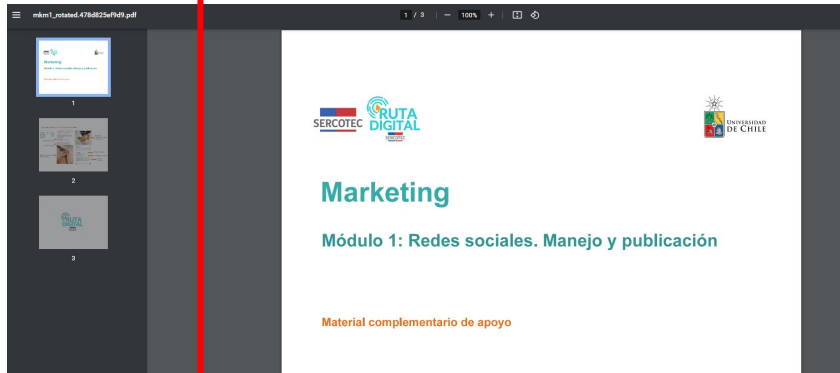 mkm1_rotated.478d825ef9d9.pdf
1 / 3
100%
1
2
3
SERCOTEC
RUTA
DIGITAL
SERCOTEC
UNIVERSIDAD
DE CHILE
Marketing
Módulo 1: Redes sociales. Manejo y publicación
Material complementario de apoyo